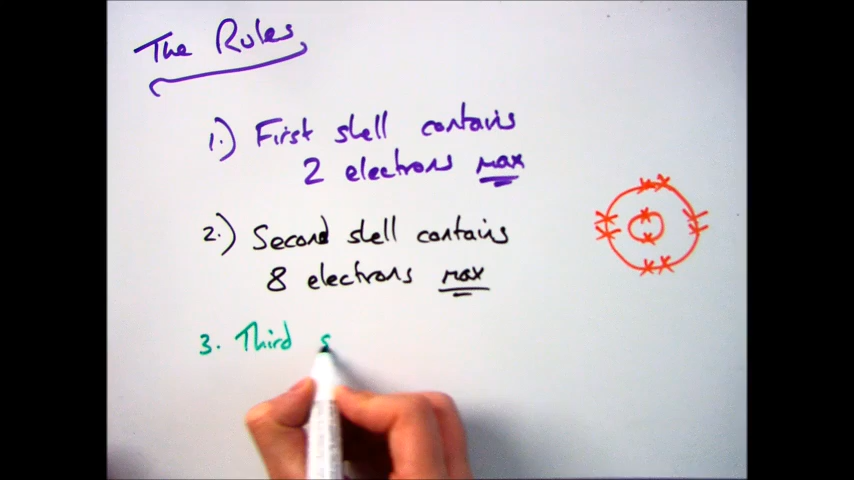 The Rules
1.) First shell contains
2 electrons max
2.) Second shell contains
8 electrons max
3. Third s